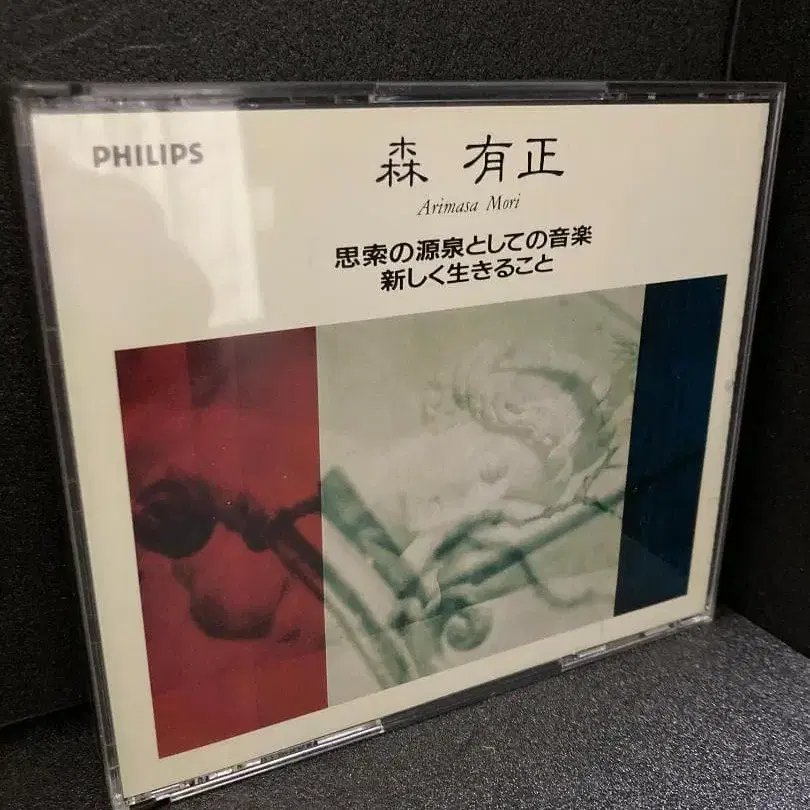 PHILIPS
森 有正
Arimasa Mori
思索の源泉としての音楽
新しく生きること